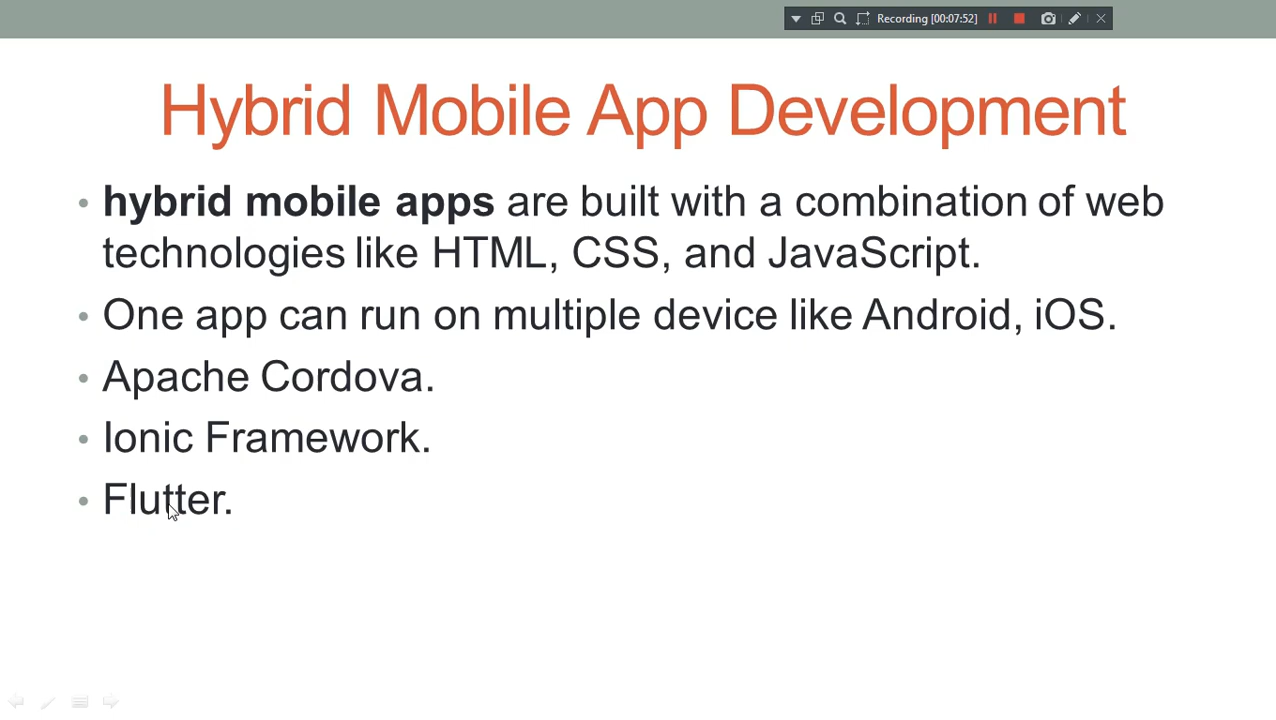 Recording [00:07:52]
Hybrid Mobile App Development
• hybrid mobile apps are built with a combination of web
technologies like HTML, CSS, and JavaScript.
• One app can run on multiple device like Android, iOS.
• Apache Cordova.
• Ionic Framework.
• Flutter.